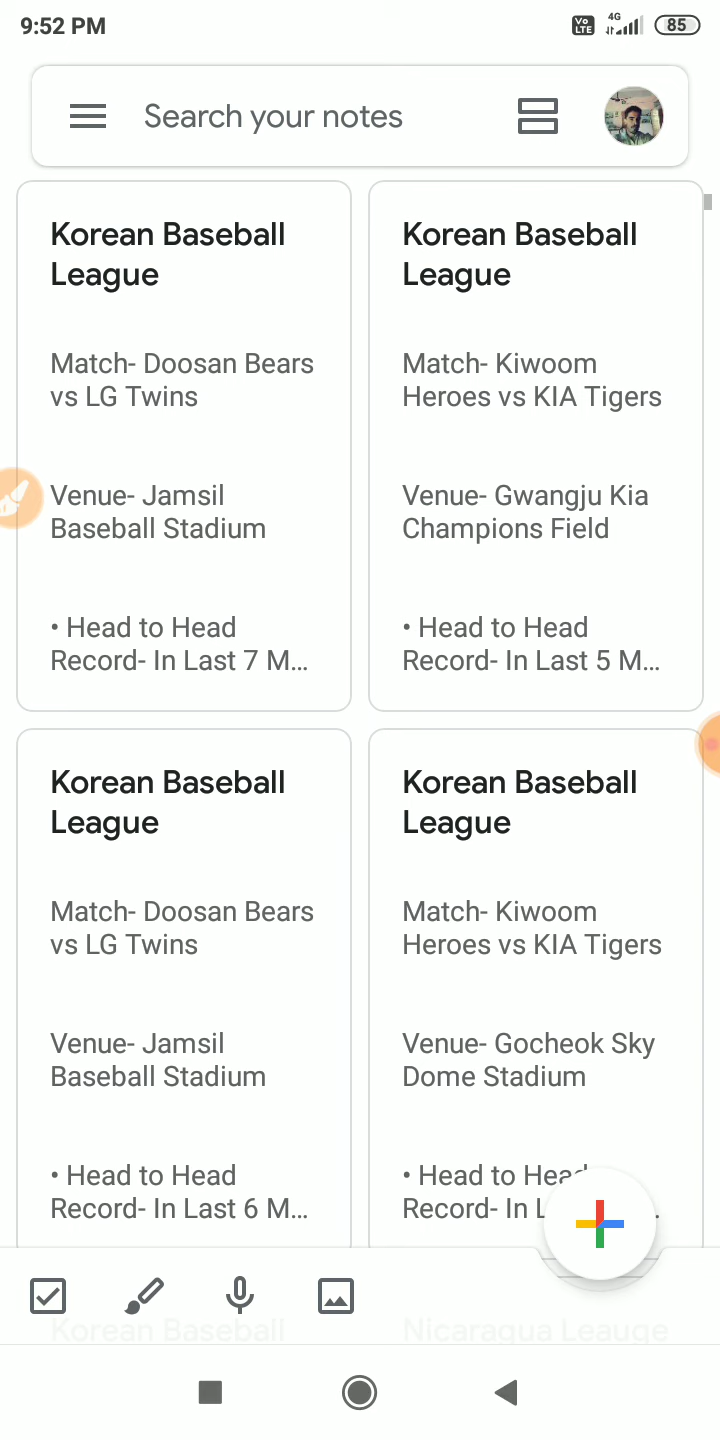 9:52 PM
Vo LTE
4G
85
Search your notes
Korean Baseball
League
Match- Doosan Bears
vs LG Twins
Venue- Jamsil
Baseball Stadium
• Head to Head
Record- In Last 7 M...
Korean Baseball
League
Match- Kiwoom
Heroes vs KIA Tigers
Venue- Gwangju Kia
Champions Field
• Head to Head
Record- In Last 5 M...
Korean Baseball
League
Match- Doosan Bears
vs LG Twins
Venue- Jamsil
Baseball Stadium
• Head to Head
Record- In Last 6 M...
Korean Baseball
League
Match- Kiwoom
Heroes vs KIA Tigers
Venue- Gocheok Sky
Dome Stadium
• Head to Head
Record- In
Korean Baseball
Nicaragua Leauge